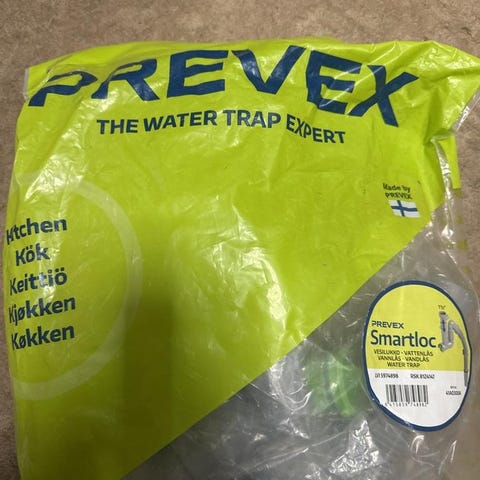 PREVEX
THE WATER TRAP EXPERT
Made by
PREVEX
Kitchen
Kök
Keittiö
Kjøkken
Køkken
PREVEX
Smartloc
VESILUKKO · VATTENLÅS
VANNLÅS · VANDLÅS
WATER TRAP